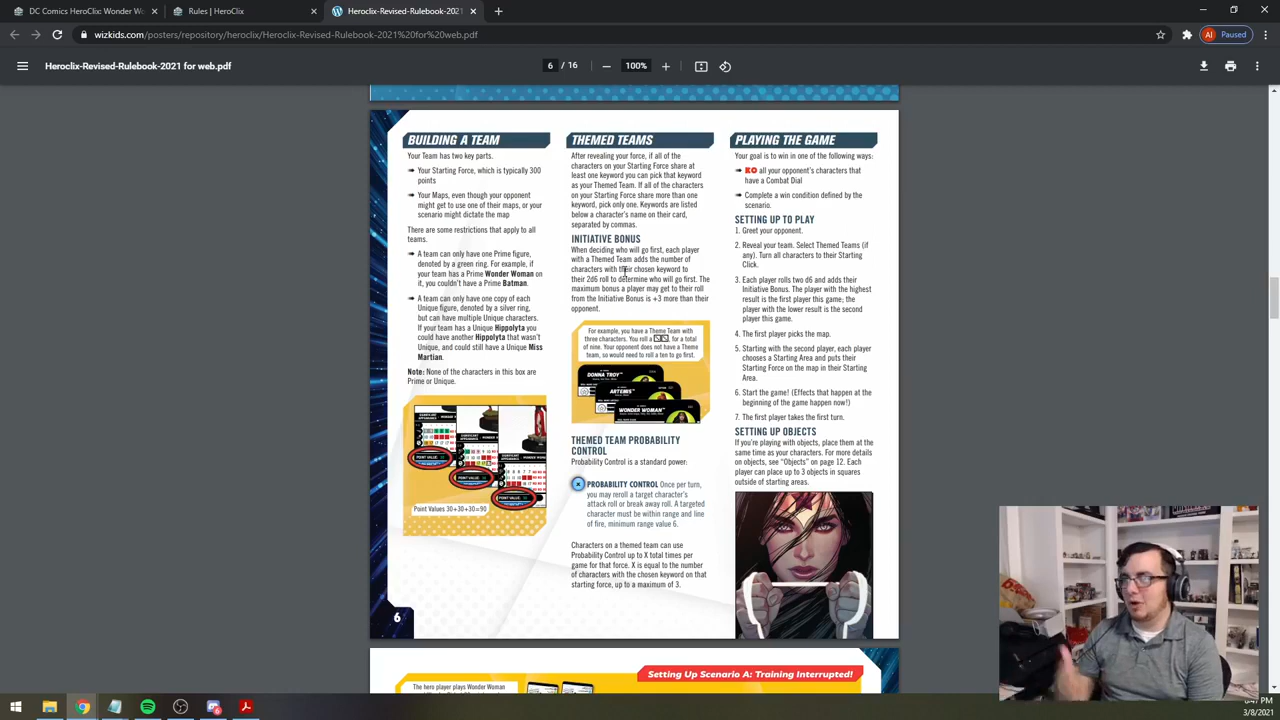 DC Comics HeroClix: Wonder Wo
Rules | HeroClix
Heroclix-Revised-Rulebook-2021
wizkids.com/posters/repository/heroclix/Heroclix-Revised-Rulebook-2021%20for%20web.pdf
AI Paused
Heroclix-Revised-Rulebook-2021 for web.pdf
6 / 16
100%
BUILDING A TEAM
Your Team has two key parts.
Your Starting Force, which is typically 300
points
Your Maps, even though your opponent
might get to use one of their maps, or your
scenario might dictate the map
There are some restrictions that apply to all
teams.
A team can only have one Prime figure,
denoted by a green ring. For example, if
your team has a Prime Wonder Woman on
it, you couldn't have a Prime Batman.
A team can only have one copy of each
Unique figure, denoted by a silver ring,
but can have multiple Unique characters.
If your team has a Unique Hippolyta you
could have another Hippolyta that wasn't
Unique, and could still have a Unique Miss
Martian.
Note: None of the characters in this box are
Prime or Unique.
POINT VALUE:
POINT VALUE:
POINT VALUE:
Point Values 30+30+30=90
6
THEMED TEAMS
After revealing your force, if all of the
characters on your Starting Force share at
least one keyword you can pick that keyword
as your Themed Team. If all of the characters
on your Starting Force share more than one
keyword, pick only one. Keywords are listed
below a character's name on their card,
separated by commas.
INITIATIVE BONUS
When deciding who will go first, each player
with a Themed Team adds the number of
characters with their chosen keyword to
their 2d6 roll to determine who will go first. The
maximum bonus a player may get to their roll
from the Initiative Bonus is +3 more than their
opponent.
For example, you have a Theme Team with
three characters. You roll a , for a total
of nine. Your opponent does not have a Theme
team, so would need to roll a ten to go first.
DONNA TROY
ARTEMIS
WONDER WOMAN
THEMED TEAM PROBABILITY
CONTROL
Probability Control is a standard power:
PROBABILITY CONTROL Once per turn,
you may reroll a target character's
attack roll or break away roll. A targeted
character must be within range and line
of fire, minimum range value 6.
Characters on a themed team can use
Probability Control up to X total times per
game for that force. X is equal to the number
of characters with the chosen keyword on that
starting force, up to a maximum of 3.
PLAYING THE GAME
Your goal is to win in one of the following ways:
KO all your opponent's characters that
have a Combat Dial
Complete a win condition defined by the
scenario.
SETTING UP TO PLAY
1. Greet your opponent.
2. Reveal your team. Select Themed Teams (if
any). Turn all characters to their Starting
Click.
3. Each player rolls two d6 and adds their
Initiative Bonus. The player with the highest
result is the first player this game; the
player with the lower result is the second
player this game.
4. The first player picks the map.
5. Starting with the second player, each player
chooses a Starting Area and puts their
Starting Force on the map in their Starting
Area.
6. Start the game! (Effects that happen at the
beginning of the game happen now!)
7. The first player takes the first turn.
SETTING UP OBJECTS
If you're playing with objects, place them at the
same time as your characters. For more details
on objects, see "Objects" on page 12. Each
player can place up to 3 objects in squares
outside of starting areas.
Setting Up Scenario A: Training Interrupted!
The hero player plays Wonder Woman
6:47 PM
3/8/2021